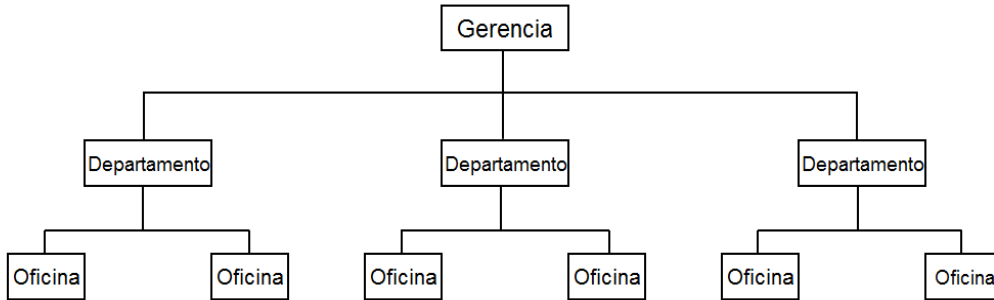 Gerencia
Departamento
Departamento
Departamento
Oficina
Oficina
Oficina
Oficina
Oficina
Oficina